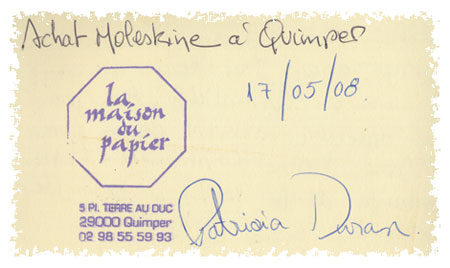 Achat Moleskine à Quimper
17/05/08.
la
maison
du
papier
5 Pl. TERRE AU DUC
29000 Quimper
02 98 55 59 93
Patricia Duran